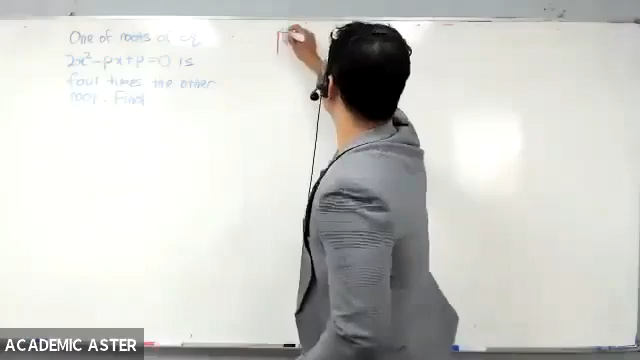 One of roots of eq
2x² - px + p = 0 is
four times the other
root. Find
ACADEMIC ASTER